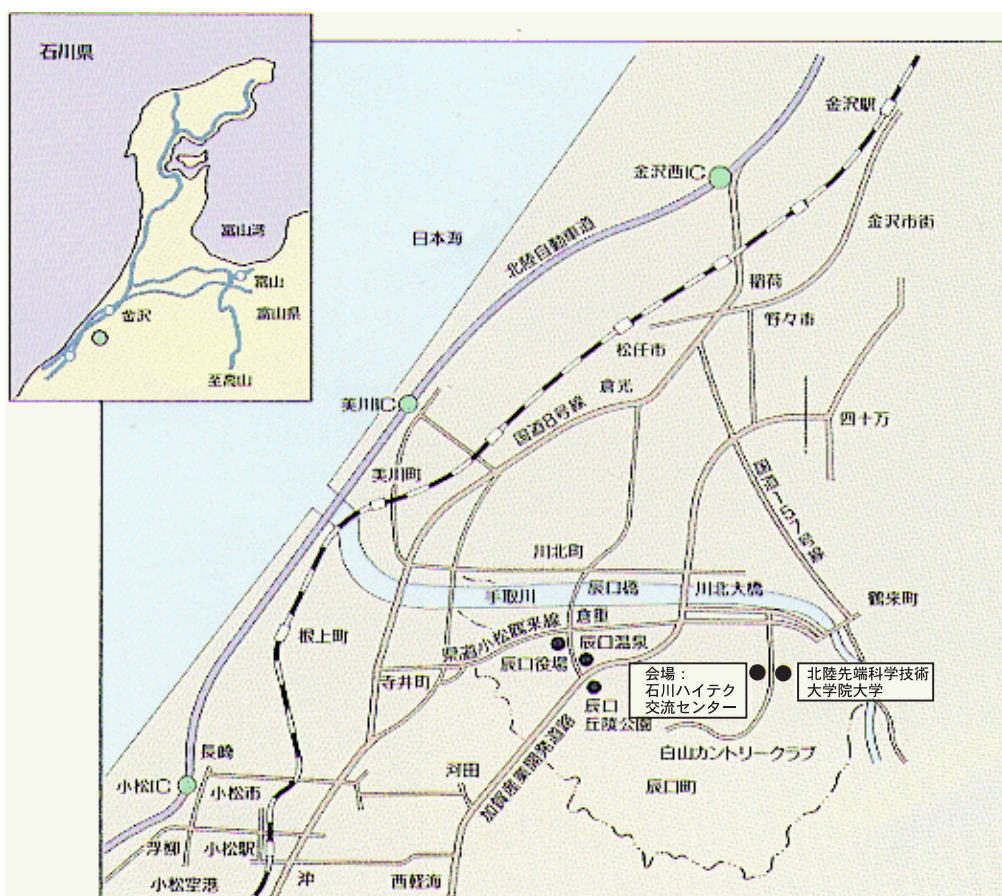 石川県
富山湾
富山
金沢
富山県
至高山
金沢駅
金沢西IC
金沢市街
日本海
北陸自動車道
稲荷
野々市
松任市
倉光
美川IC
国道8号線
四十万
美川町
国道157号線
川北町
辰口橋
川北大橋
手取川
鶴来町
倉重
県道小松鶴来線
根上町
辰口温泉
辰口役場
寺井町
会場：
石川ハイテク
交流センター
北陸先端科学技術
大学院大学
辰口
丘陵公園
白山カントリークラブ
加賀産業開発道路
長崎
河田
小松IC
小松市
辰口町
浮柳
小松駅
小松空港
沖
西軽海